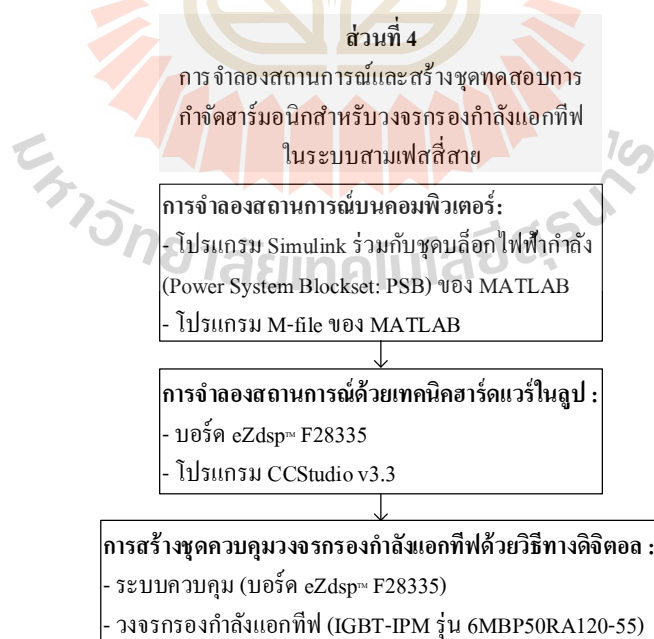 ส่วนที่ 4
การจำลองสถานการณ์และสร้างชุดทดสอบการ
กำจัดฮาร์มอนิกสำหรับวงจรกรองกำลังแอกทีฟ
ในระบบสามเฟสสี่สาย
การจำลองสถานการณ์บนคอมพิวเตอร์:
- โปรแกรม Simulink ร่วมกับชุดบล็อกไฟฟ้ากำลัง
(Power System Blockset: PSB) ของ MATLAB
- โปรแกรม M-file ของ MATLAB
การจำลองสถานการณ์ด้วยเทคนิคฮาร์ดแวร์ในลูป :
- บอร์ด eZdsp™ F28335
- โปรแกรม CCStudio v3.3
การสร้างชุดควบคุมวงจรกรองกำลังแอกทีฟด้วยวิธีทางดิจิตอล :
- ระบบควบคุม (บอร์ด eZdsp™ F28335)
- วงจรกรองกำลังแอกทีฟ (IGBT-IPM รุ่น 6MBP50RA120-55)